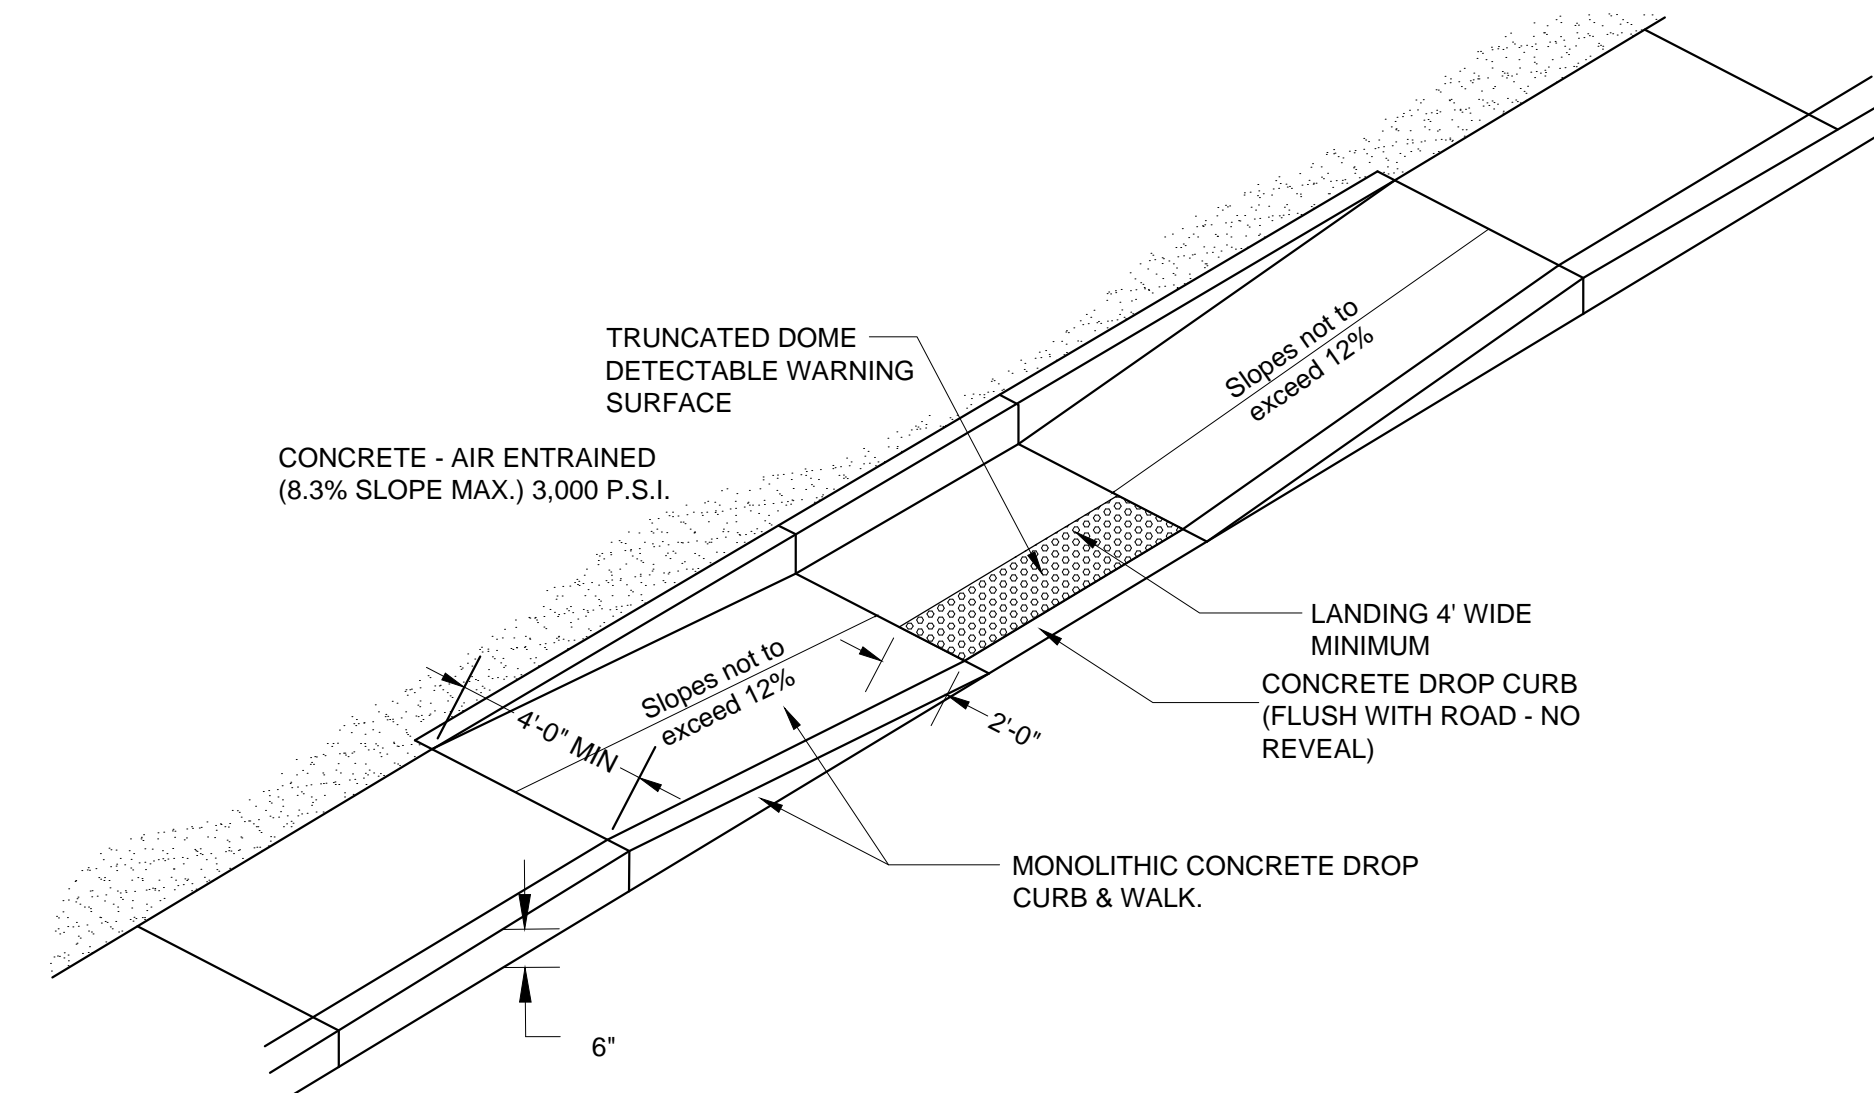 TRUNCATED DOME
DETECTABLE WARNING
SURFACE
CONCRETE - AIR ENTRAINED
(8.3% SLOPE MAX.) 3,000 P.S.I.
Slopes not to
exceed 12%
LANDING 4' WIDE
MINIMUM
CONCRETE DROP CURB
(FLUSH WITH ROAD - NO
REVEAL)
Slopes not to
exceed 12%
4'-0" MIN
2'-0"
MONOLITHIC CONCRETE DROP
CURB & WALK.
6"